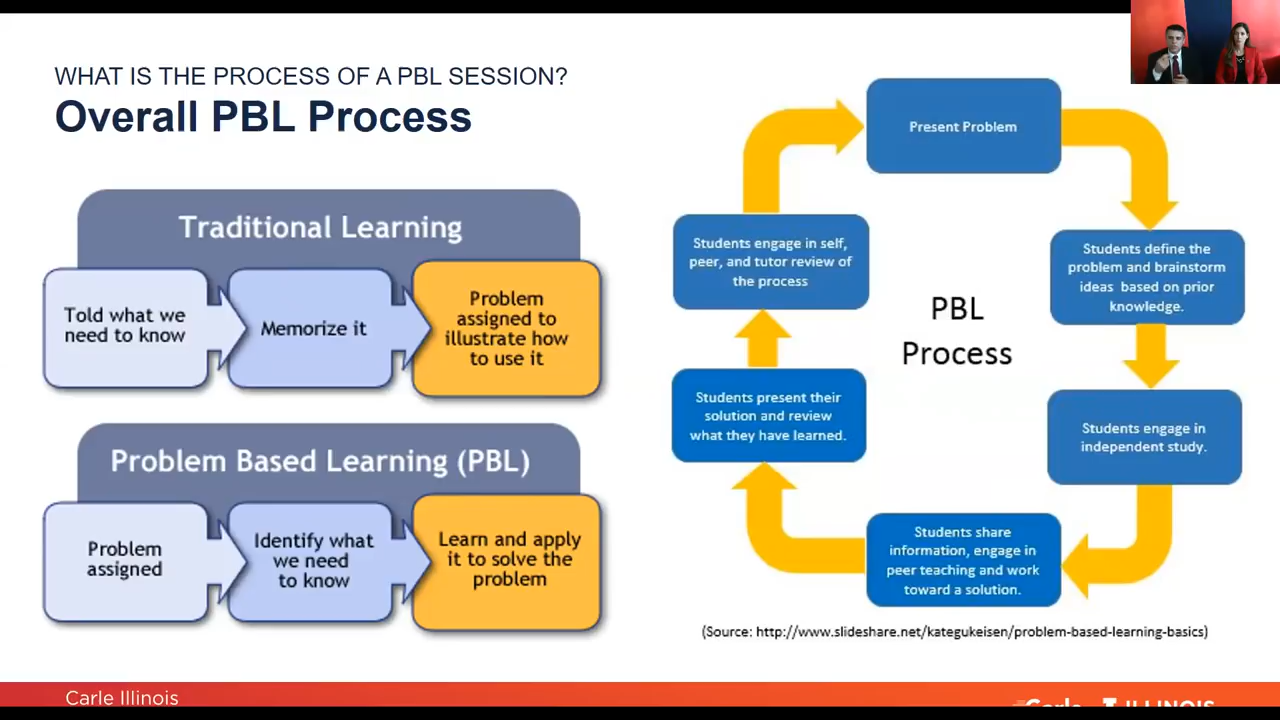 WHAT IS THE PROCESS OF A PBL SESSION?
Overall PBL Process
Traditional Learning
Told what we
need to know
Memorize it
Problem
assigned to
illustrate how
to use it
Problem Based Learning (PBL)
Problem
assigned
Identify what
we need
to know
Learn and apply
it to solve the
problem
Present Problem
Students define the
problem and brainstorm
ideas based on prior
knowledge.
Students engage in
independent study.
Students share
information, engage in
peer teaching and work
toward a solution.
Students present their
solution and review
what they have learned.
Students engage in self,
peer, and tutor review of
the process
PBL
Process
(Source: http://www.slideshare.net/kategukeisen/problem-based-learning-basics)
Carle Illinois
Carle
ILLINOIS